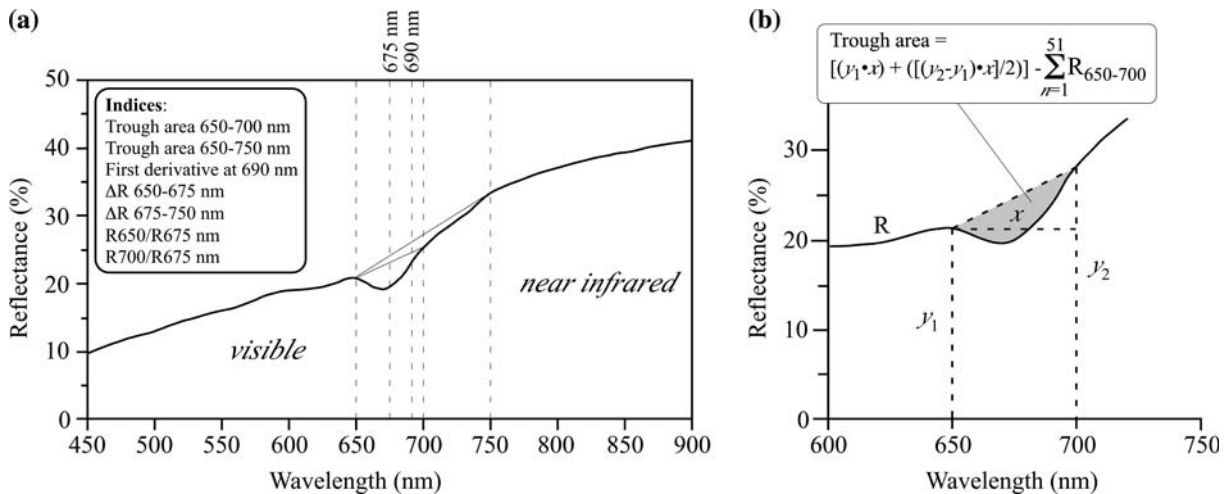 (a)
675 nm
690 nm
50
40
30
20
10
0
Reflectance (%)
Indices:
Trough area 650-700 nm
Trough area 650-750 nm
First derivative at 690 nm
ΔR 650-675 nm
ΔR 675-750 nm
R650/R675 nm
R700/R675 nm
visible
near infrared
450 500 550 600 650 700 750 800 850 900
Wavelength (nm)
(b)
Trough area =
[(y₁•x) + ([(y₂-y₁)•x]/2)] - 51 ∑ n=1 R₆₅₀₋₇₀₀
30
20
10
0
Reflectance (%)
R
x
y₁
y₂
600 650 700 750
Wavelength (nm)